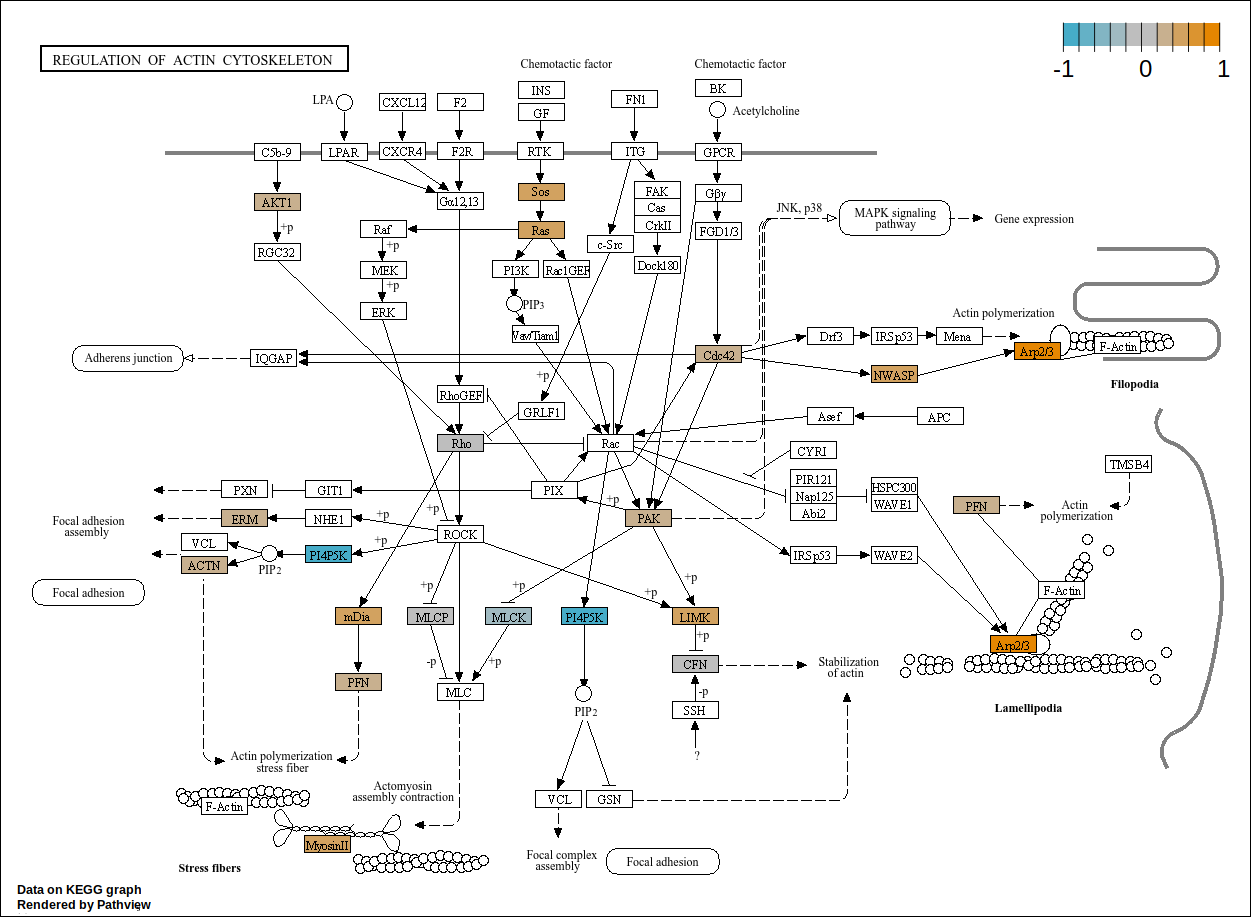 REGULATION OF ACTIN CYTOSKELETON
-1 0 1
Chemotactic factor
Chemotactic factor
LPA
CXCL12
F2
INS
GF
FN1
BK
Acetylcholine
C5b-9
LPAR
CXCR4
F2R
RTK
ITG
GPCR
AKT1
Gα12,13
Sos
FAK
Cas
CrkII
Gβγ
JNK, p38
MAPK signaling
pathway
Gene expression
+p
Raf
Ras
c-Src
FGD1/3
RGC32
+p
MEK
PI3K
Rac1GEF
Dock180
+p
ERK
PIP3
Vav/Tiam1
Actin polymerization
Drf3
IRSp53
Mena
F-Actin
Arp2/3
Adherens junction
IQGAP
Cdc42
NWASP
Filopodia
+p
RhoGEF
GRLF1
Asef
APC
Rho
Rac
CYRI
TMSB4
PIR121
Nap125
Abi2
HSPC300
WAVE1
PXN
GIT1
PIX
+p
PFN
Actin
polymerization
Focal adhesion
assembly
ERM
NHE1
+p
+p
PAK
ROCK
VCL
ACTN
PIP2
PI4P5K
+p
IRSp53
WAVE2
Focal adhesion
+p
+p
+p
+p
F-Actin
mDia
MLCP
MLCK
PI4P5K
LIMK
+p
Arp2/3
-p
+p
CFN
Stabilization
of actin
PFN
MLC
-p
SSH
PIP2
Lamellipodia
?
Actin polymerization
stress fiber
Actomyosin
assembly contraction
F-Actin
VCL
GSN
MyosinII
Stress fibers
Focal complex
assembly
Focal adhesion
Data on KEGG graph
Rendered by Pathview